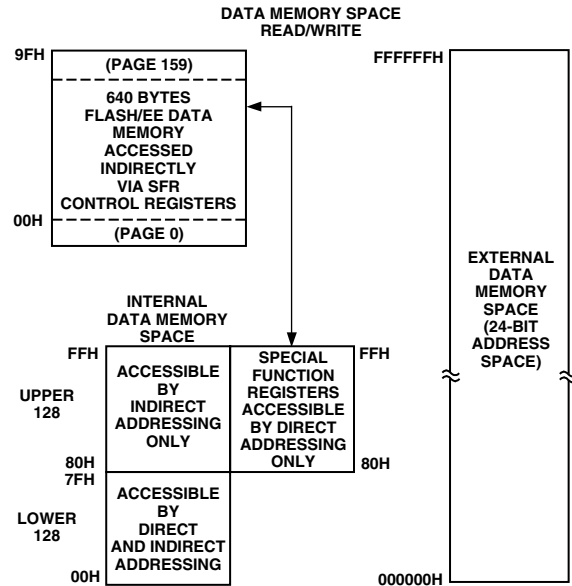 DATA MEMORY SPACE
READ/WRITE
9FH
(PAGE 159)
640 BYTES
FLASH/EE DATA
MEMORY
ACCESSED
INDIRECTLY
VIA SFR
CONTROL REGISTERS
00H
(PAGE 0)
INTERNAL
DATA MEMORY
SPACE
FFH
UPPER
128
ACCESSIBLE
BY
INDIRECT
ADDRESSING
ONLY
80H
SPECIAL
FUNCTION
REGISTERS
ACCESSIBLE
BY DIRECT
ADDRESSING
ONLY
FFH
80H
7FH
LOWER
128
ACCESSIBLE
BY
DIRECT
AND INDIRECT
ADDRESSING
00H
FFFFFFH
EXTERNAL
DATA
MEMORY
SPACE
(24-BIT
ADDRESS
SPACE)
000000H